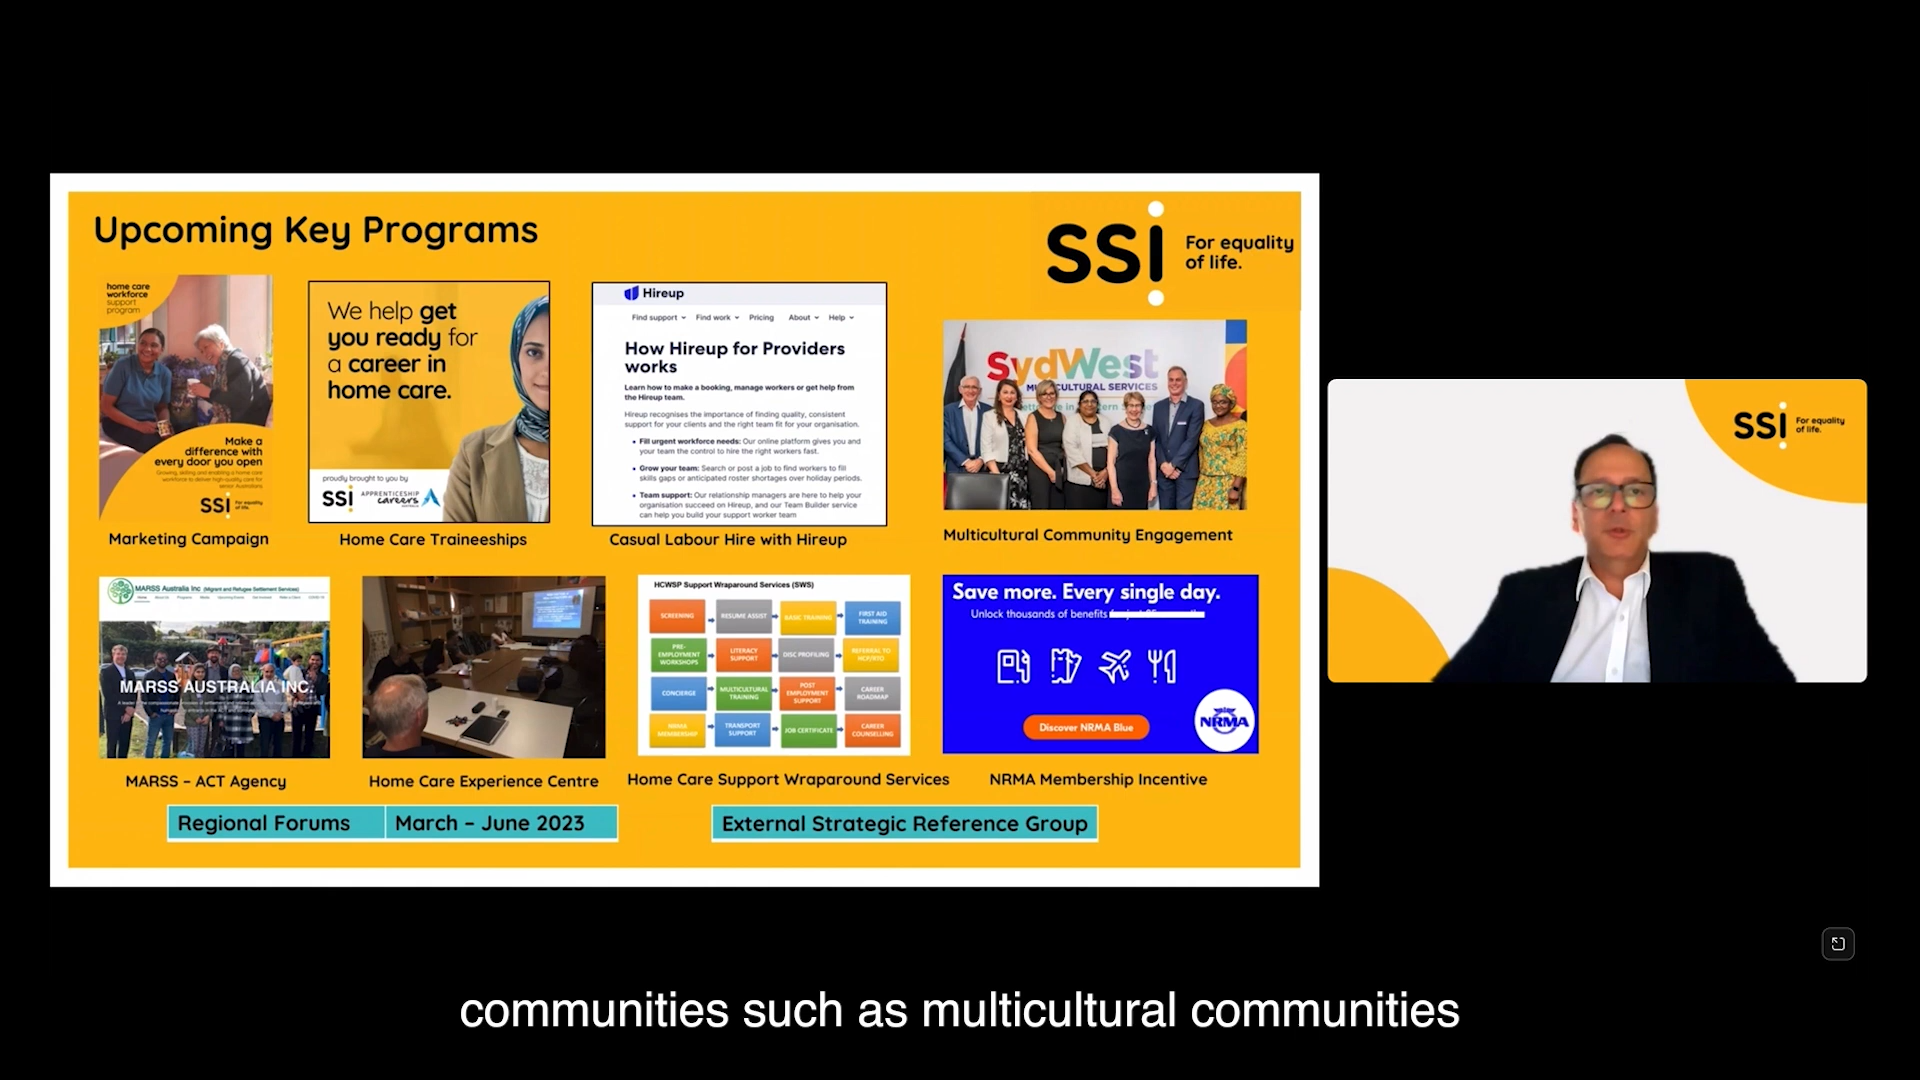 Upcoming Key Programs
SSI
For equality
of life.
home care
workforce
support
program
Make a
difference with
every door you open
Growing, skilling and enabling a home care
workforce to deliver high-quality care for
senior Australians
SSI
For equality
of life.
Marketing Campaign
We help get
you ready for
a career in
home care.
proudly brought to you by
SSI
APPRENTICESHIP
careers
AUSTRALIA
Home Care Traineeships
Hireup
Find support
Find work
Pricing
About
Help
How Hireup for Providers
works
Learn how to make a booking, manage workers or get help from
the Hireup team.
Hireup recognises the importance of finding quality, consistent
support for your clients and the right team fit for your organisation.
• Fill urgent workforce needs: Our online platform gives you and
your team the control to hire the right workers fast.
• Grow your team: Search or post a job to find workers to fill
skills gaps or anticipated roster shortages over holiday periods.
• Team support: Our relationship managers are here to help your
organisation succeed on Hireup, and our Team Builder service
can help you build your support worker team
Casual Labour Hire with Hireup
SydWest
MULTICULTURAL SERVICES
Multicultural Community Engagement
MARSS Australia Inc (Migrant and Refugee Settlement Services)
MARSS AUSTRALIA INC.
MARSS – ACT Agency
Home Care Experience Centre
HCWSP Support Wraparound Services (SWS)
SCREENING
RESUME ASSIST
BASIC TRAINING
FIRST AID
TRAINING
PRE-
EMPLOYMENT
WORKSHOPS
LITERACY
SUPPORT
DISC PROFILING
REFERRAL TO
HCP/RTO
CONCIERGE
MULTICULTURAL
TRAINING
POST
EMPLOYMENT
SUPPORT
CAREER
ROADMAP
NRMA
MEMBERSHIP
TRANSPORT
SUPPORT
JOB CERTIFICATE
CAREER
COUNSELLING
Home Care Support Wraparound Services
Save more. Every single day.
Unlock thousands of benefits
Discover NRMA Blue
NRMA
NRMA Membership Incentive
Regional Forums
March – June 2023
External Strategic Reference Group
SSI
For equality
of life.
communities such as multicultural communities